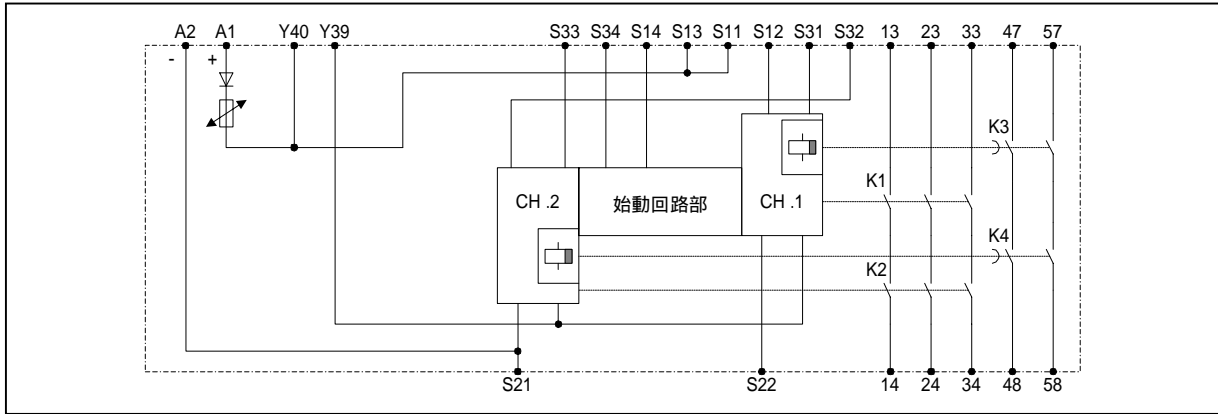 A2 A1 Y40 Y39 S33 S34 S14 S13 S11 S12 S31 S32 13 23 33 47 57
- +
K3
K1
CH .2 始動回路部 CH .1
K4
K2
S21 S22 14 24 34 48 58